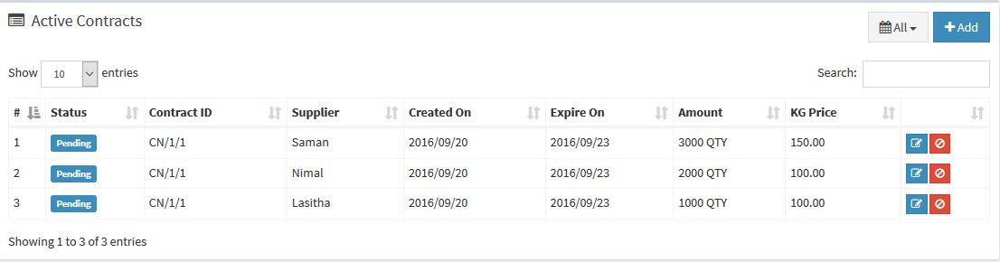 Active Contracts
All Add
Show 10 entries Search:
# Status Contract ID Supplier Created On Expire On Amount KG Price
1 Pending CN/1/1 Saman 2016/09/20 2016/09/23 3000 QTY 150.00
2 Pending CN/1/1 Nimal 2016/09/20 2016/09/23 2000 QTY 100.00
3 Pending CN/1/1 Lasitha 2016/09/20 2016/09/23 1000 QTY 100.00
Showing 1 to 3 of 3 entries